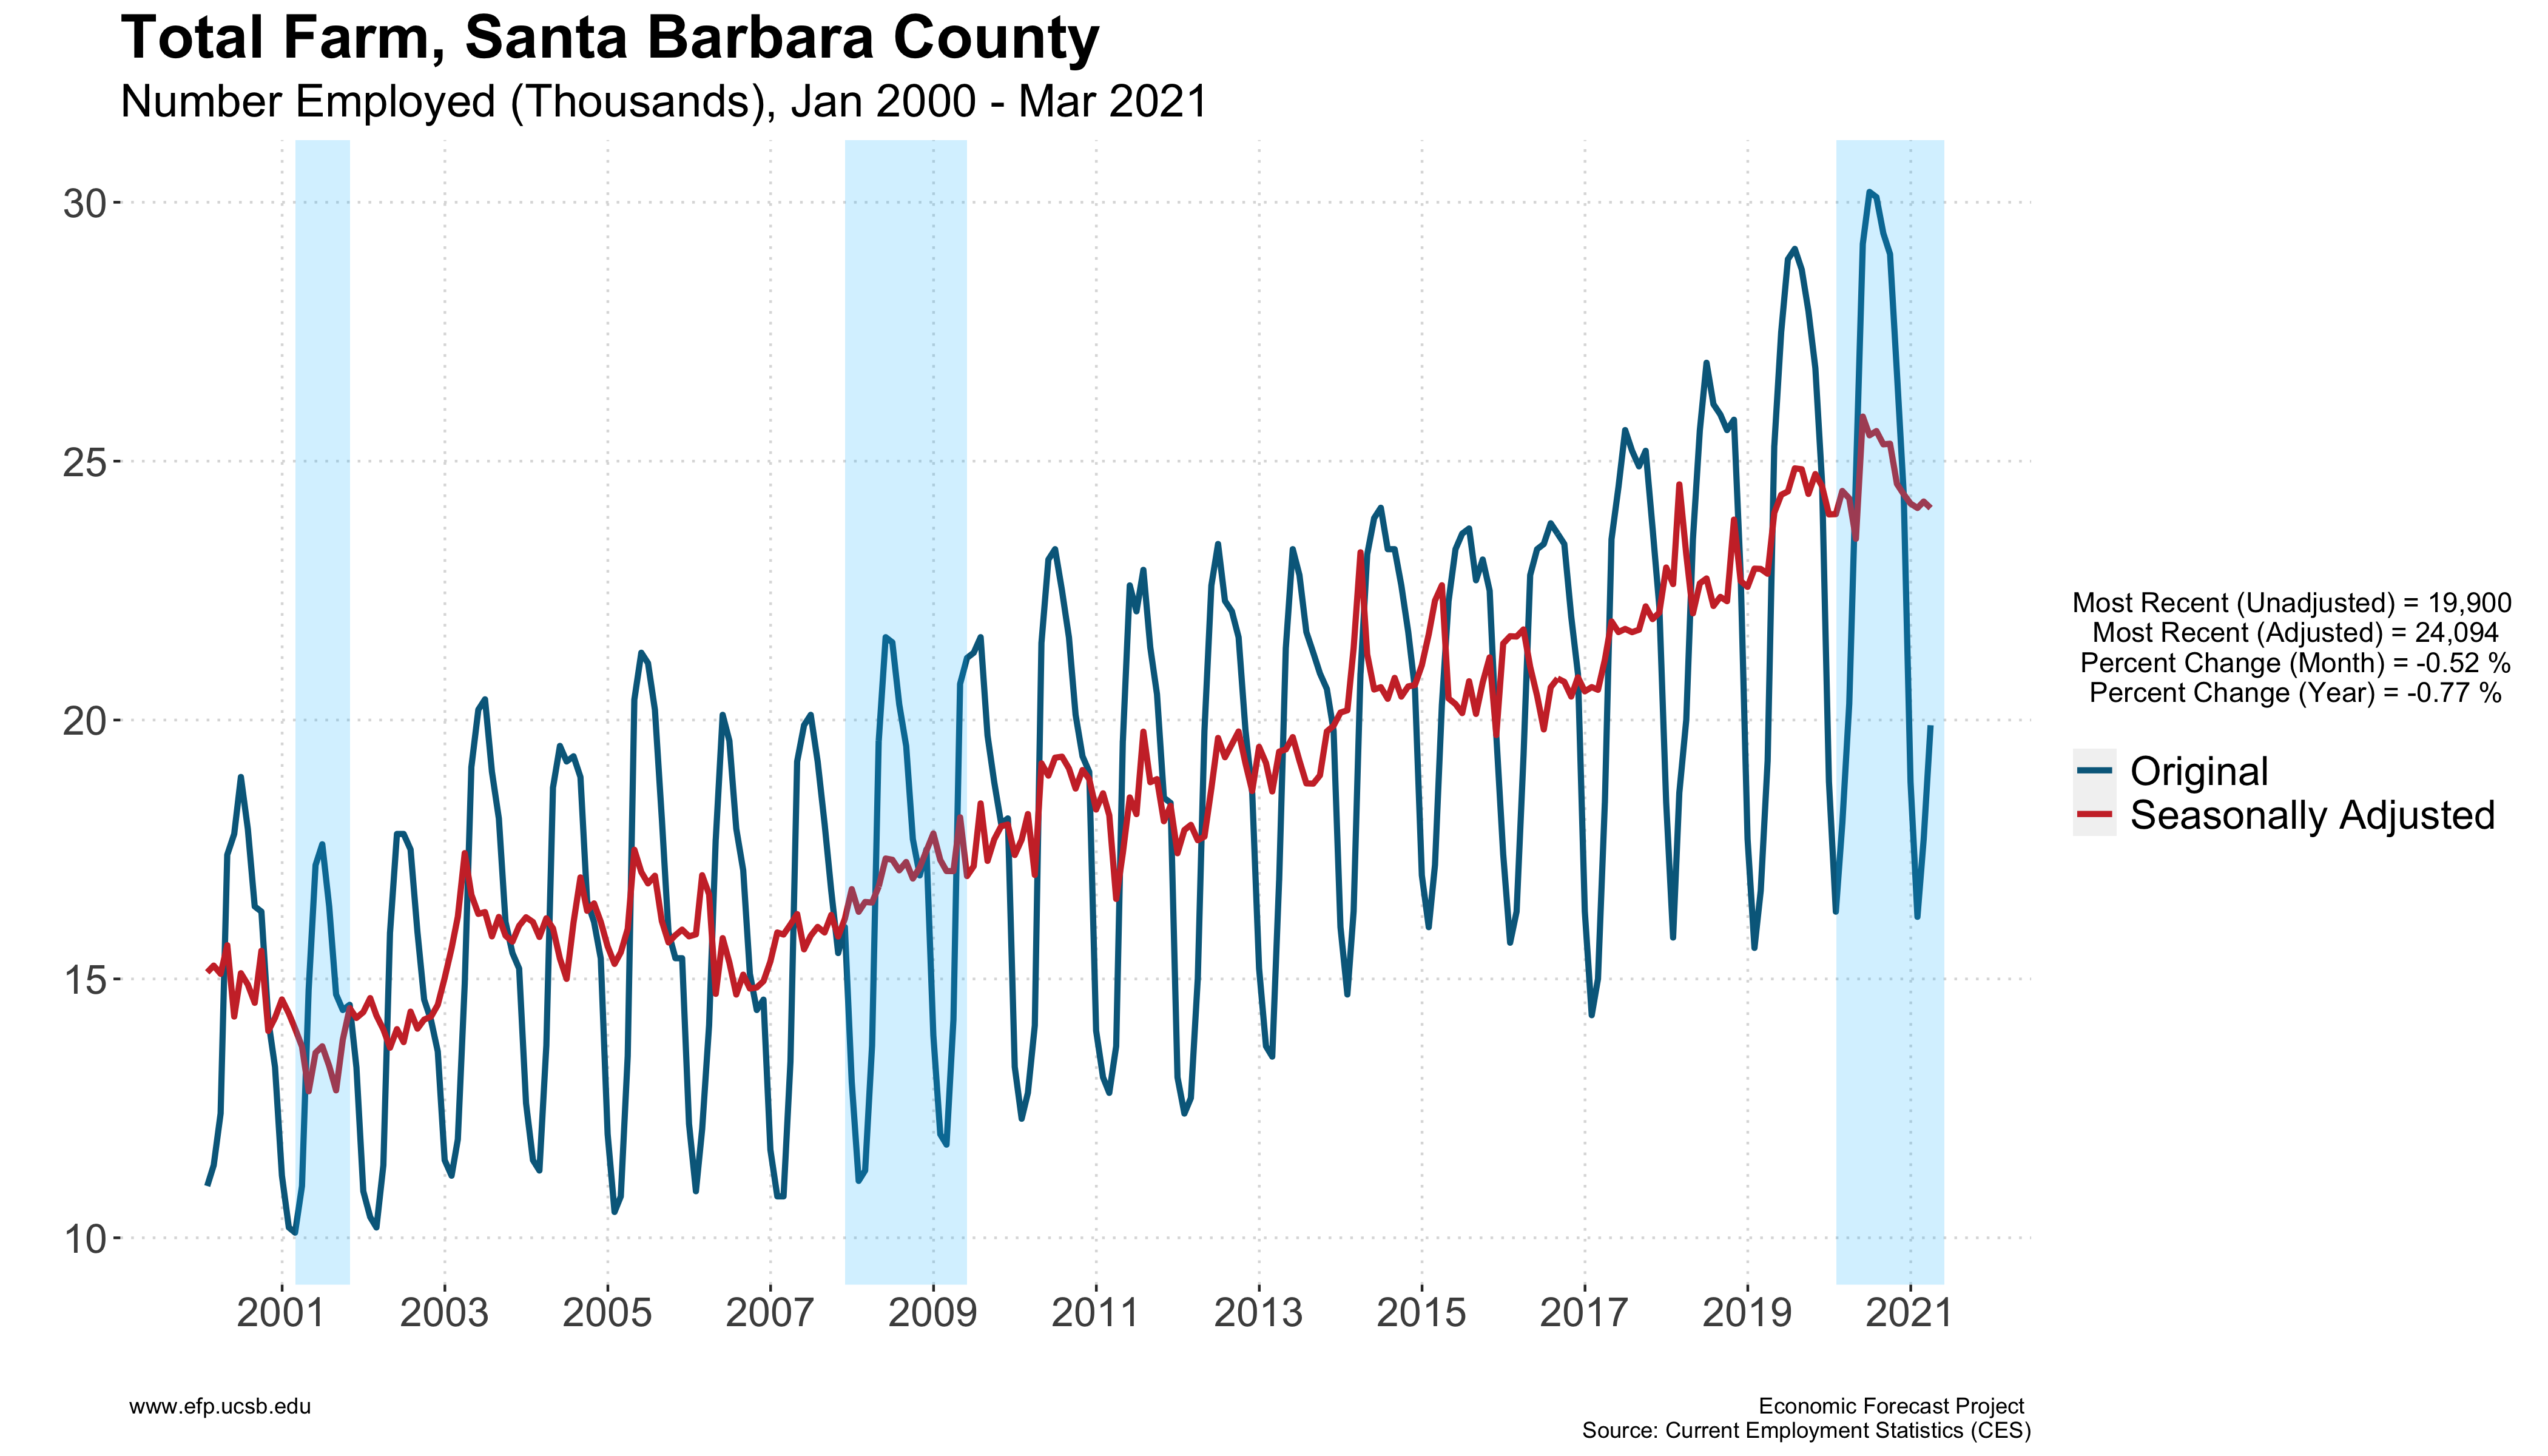 Total Farm, Santa Barbara County
Number Employed (Thousands), Jan 2000 - Mar 2021
30
25
20
15
10
2001 2003 2005 2007 2009 2011 2013 2015 2017 2019 2021
Most Recent (Unadjusted) = 19,900
Most Recent (Adjusted) = 24,094
Percent Change (Month) = -0.52 %
Percent Change (Year) = -0.77 %
Original
Seasonally Adjusted
www.efp.ucsb.edu
Economic Forecast Project
Source: Current Employment Statistics (CES)